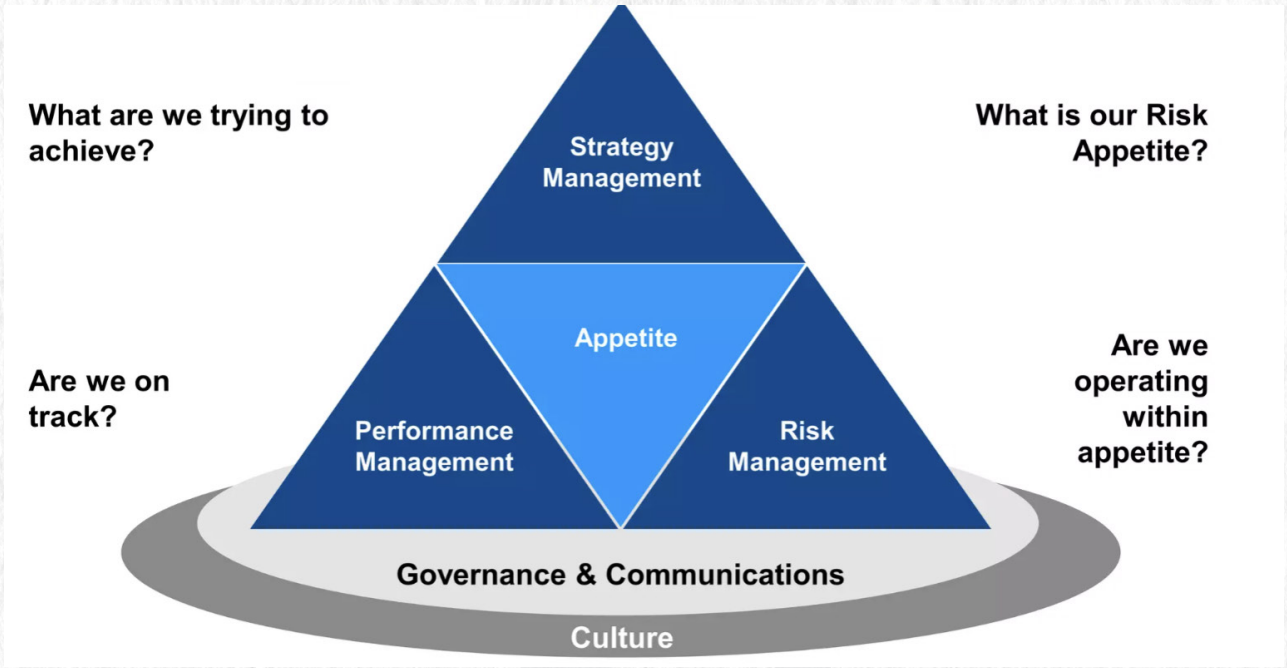 What are we trying to
achieve?
What is our Risk
Appetite?
Strategy
Management
Appetite
Are we on
track?
Are we
operating
within
appetite?
Performance
Management
Risk
Management
Governance & Communications
Culture